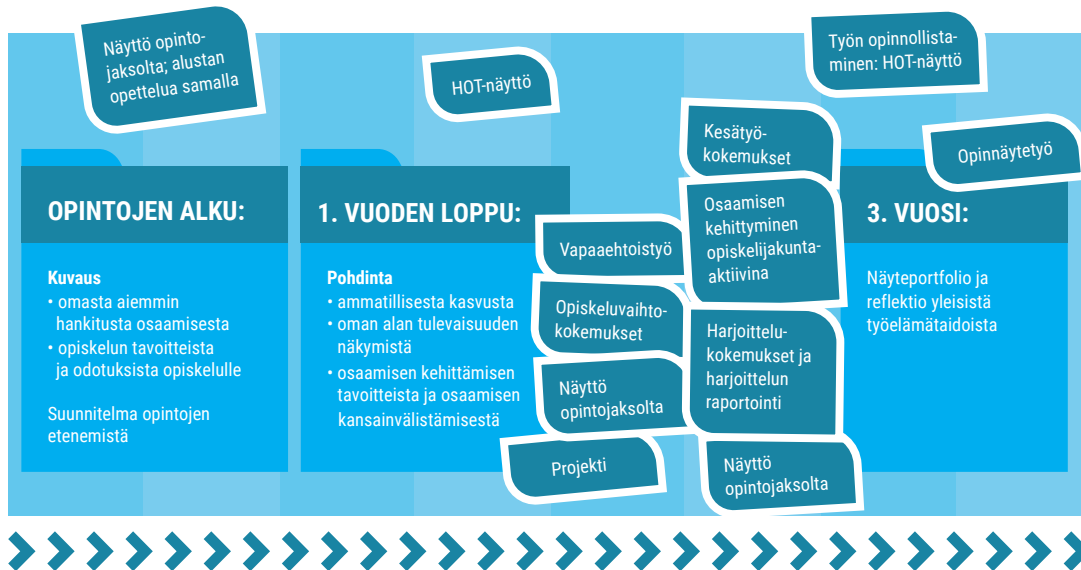 Näyttö opinto-
jaksolta; alustan
opettelua samalla
HOT-näyttö
Työn opinnollista-
minen: HOT-näyttö
Opinnäytetyö
OPINTOJEN ALKU:
Kuvaus
• omasta aiemmin
hankitusta osaamisesta
• opiskelun tavoitteista
ja odotuksista opiskelulle
Suunnitelma opintojen
etenemistä
1. VUODEN LOPPU:
Pohdinta
• ammatillisesta kasvusta
• oman alan tulevaisuuden
näkymistä
• osaamisen kehittämisen
tavoitteista ja osaamisen
kansainvälistämisestä
Vapaaehtoistyö
Opiskeluvaihto-
kokemukset
Näyttö
opintojaksolta
Projekti
Kesätyö-
kokemukset
Osaamisen
kehittyminen
opiskelijakunta-
aktiivina
Harjoittelu-
kokemukset ja
harjoittelun
raportointi
Näyttö
opintojaksolta
3. VUOSI:
Näyteportfolio ja
reflektio yleisistä
työelämätaidoista